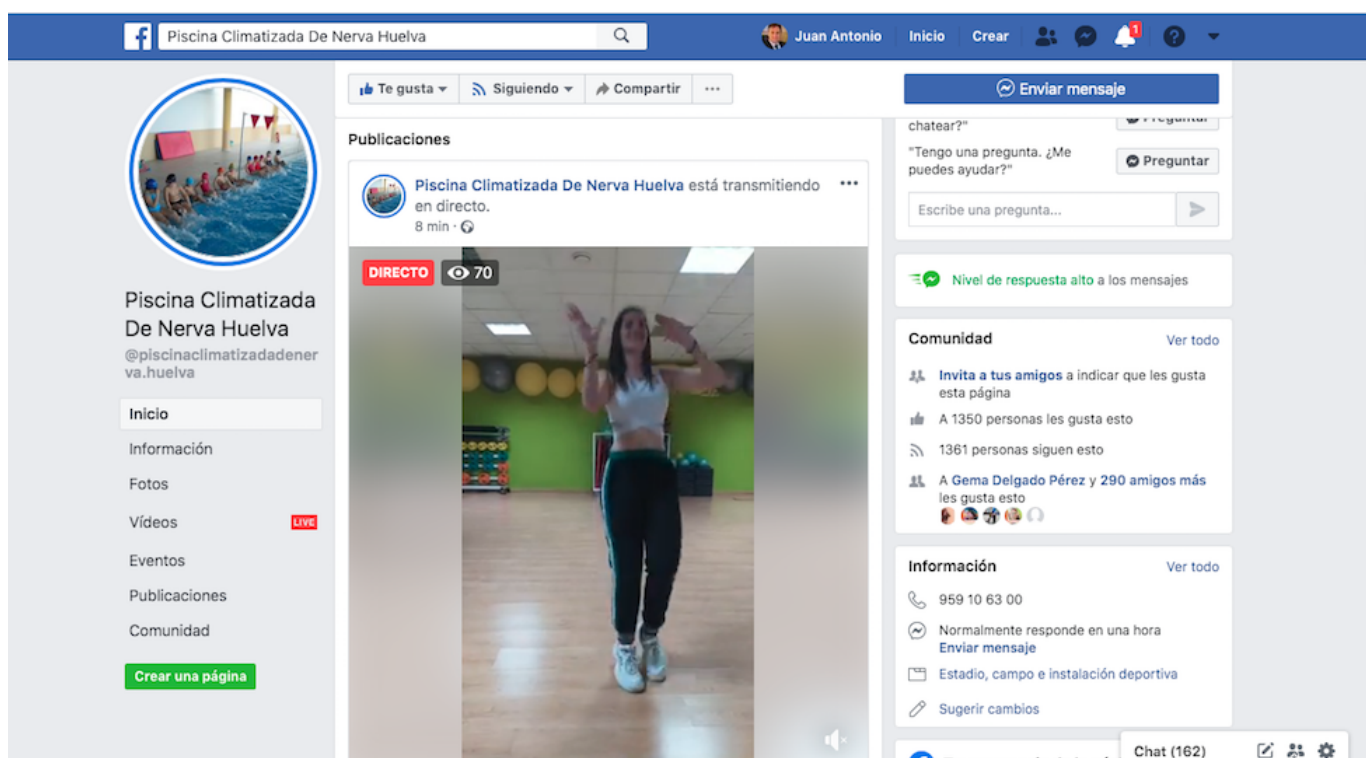 Piscina Climatizada De Nerva Huelva
Juan Antonio
Inicio
Crear
1
Te gusta
Siguiendo
Compartir
Enviar mensaje
Piscina Climatizada
De Nerva Huelva
@piscinaclimatizadadener
va.huelva
Inicio
Información
Fotos
Vídeos
LIVE
Eventos
Publicaciones
Comunidad
Crear una página
Publicaciones
Piscina Climatizada De Nerva Huelva está transmitiendo
en directo.
8 min ·
DIRECTO
70
chatear?"
Preguntar
"Tengo una pregunta. ¿Me
puedes ayudar?"
Preguntar
Escribe una pregunta...
Nivel de respuesta alto a los mensajes
Comunidad
Ver todo
Invita a tus amigos a indicar que les gusta
esta página
A 1350 personas les gusta esto
1361 personas siguen esto
A Gema Delgado Pérez y 290 amigos más
les gusta esto
Información
Ver todo
959 10 63 00
Normalmente responde en una hora
Enviar mensaje
Estadio, campo e instalación deportiva
Sugerir cambios
Chat (162)